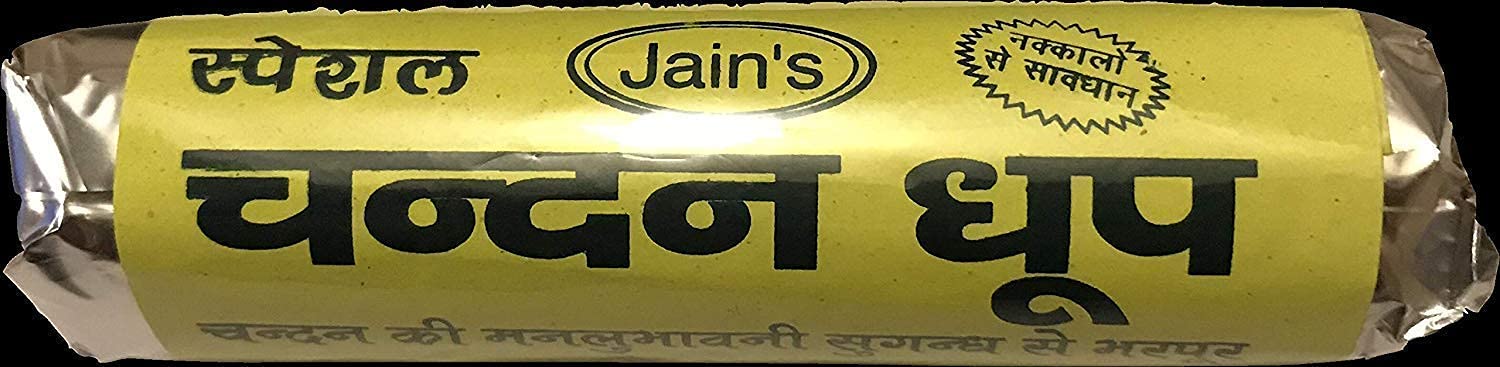 स्पेशल
Jain's
नक्कालो
से सावधान
चन्दन धूप
चन्दन की मनलुभावनी सुगन्ध से भरपूर